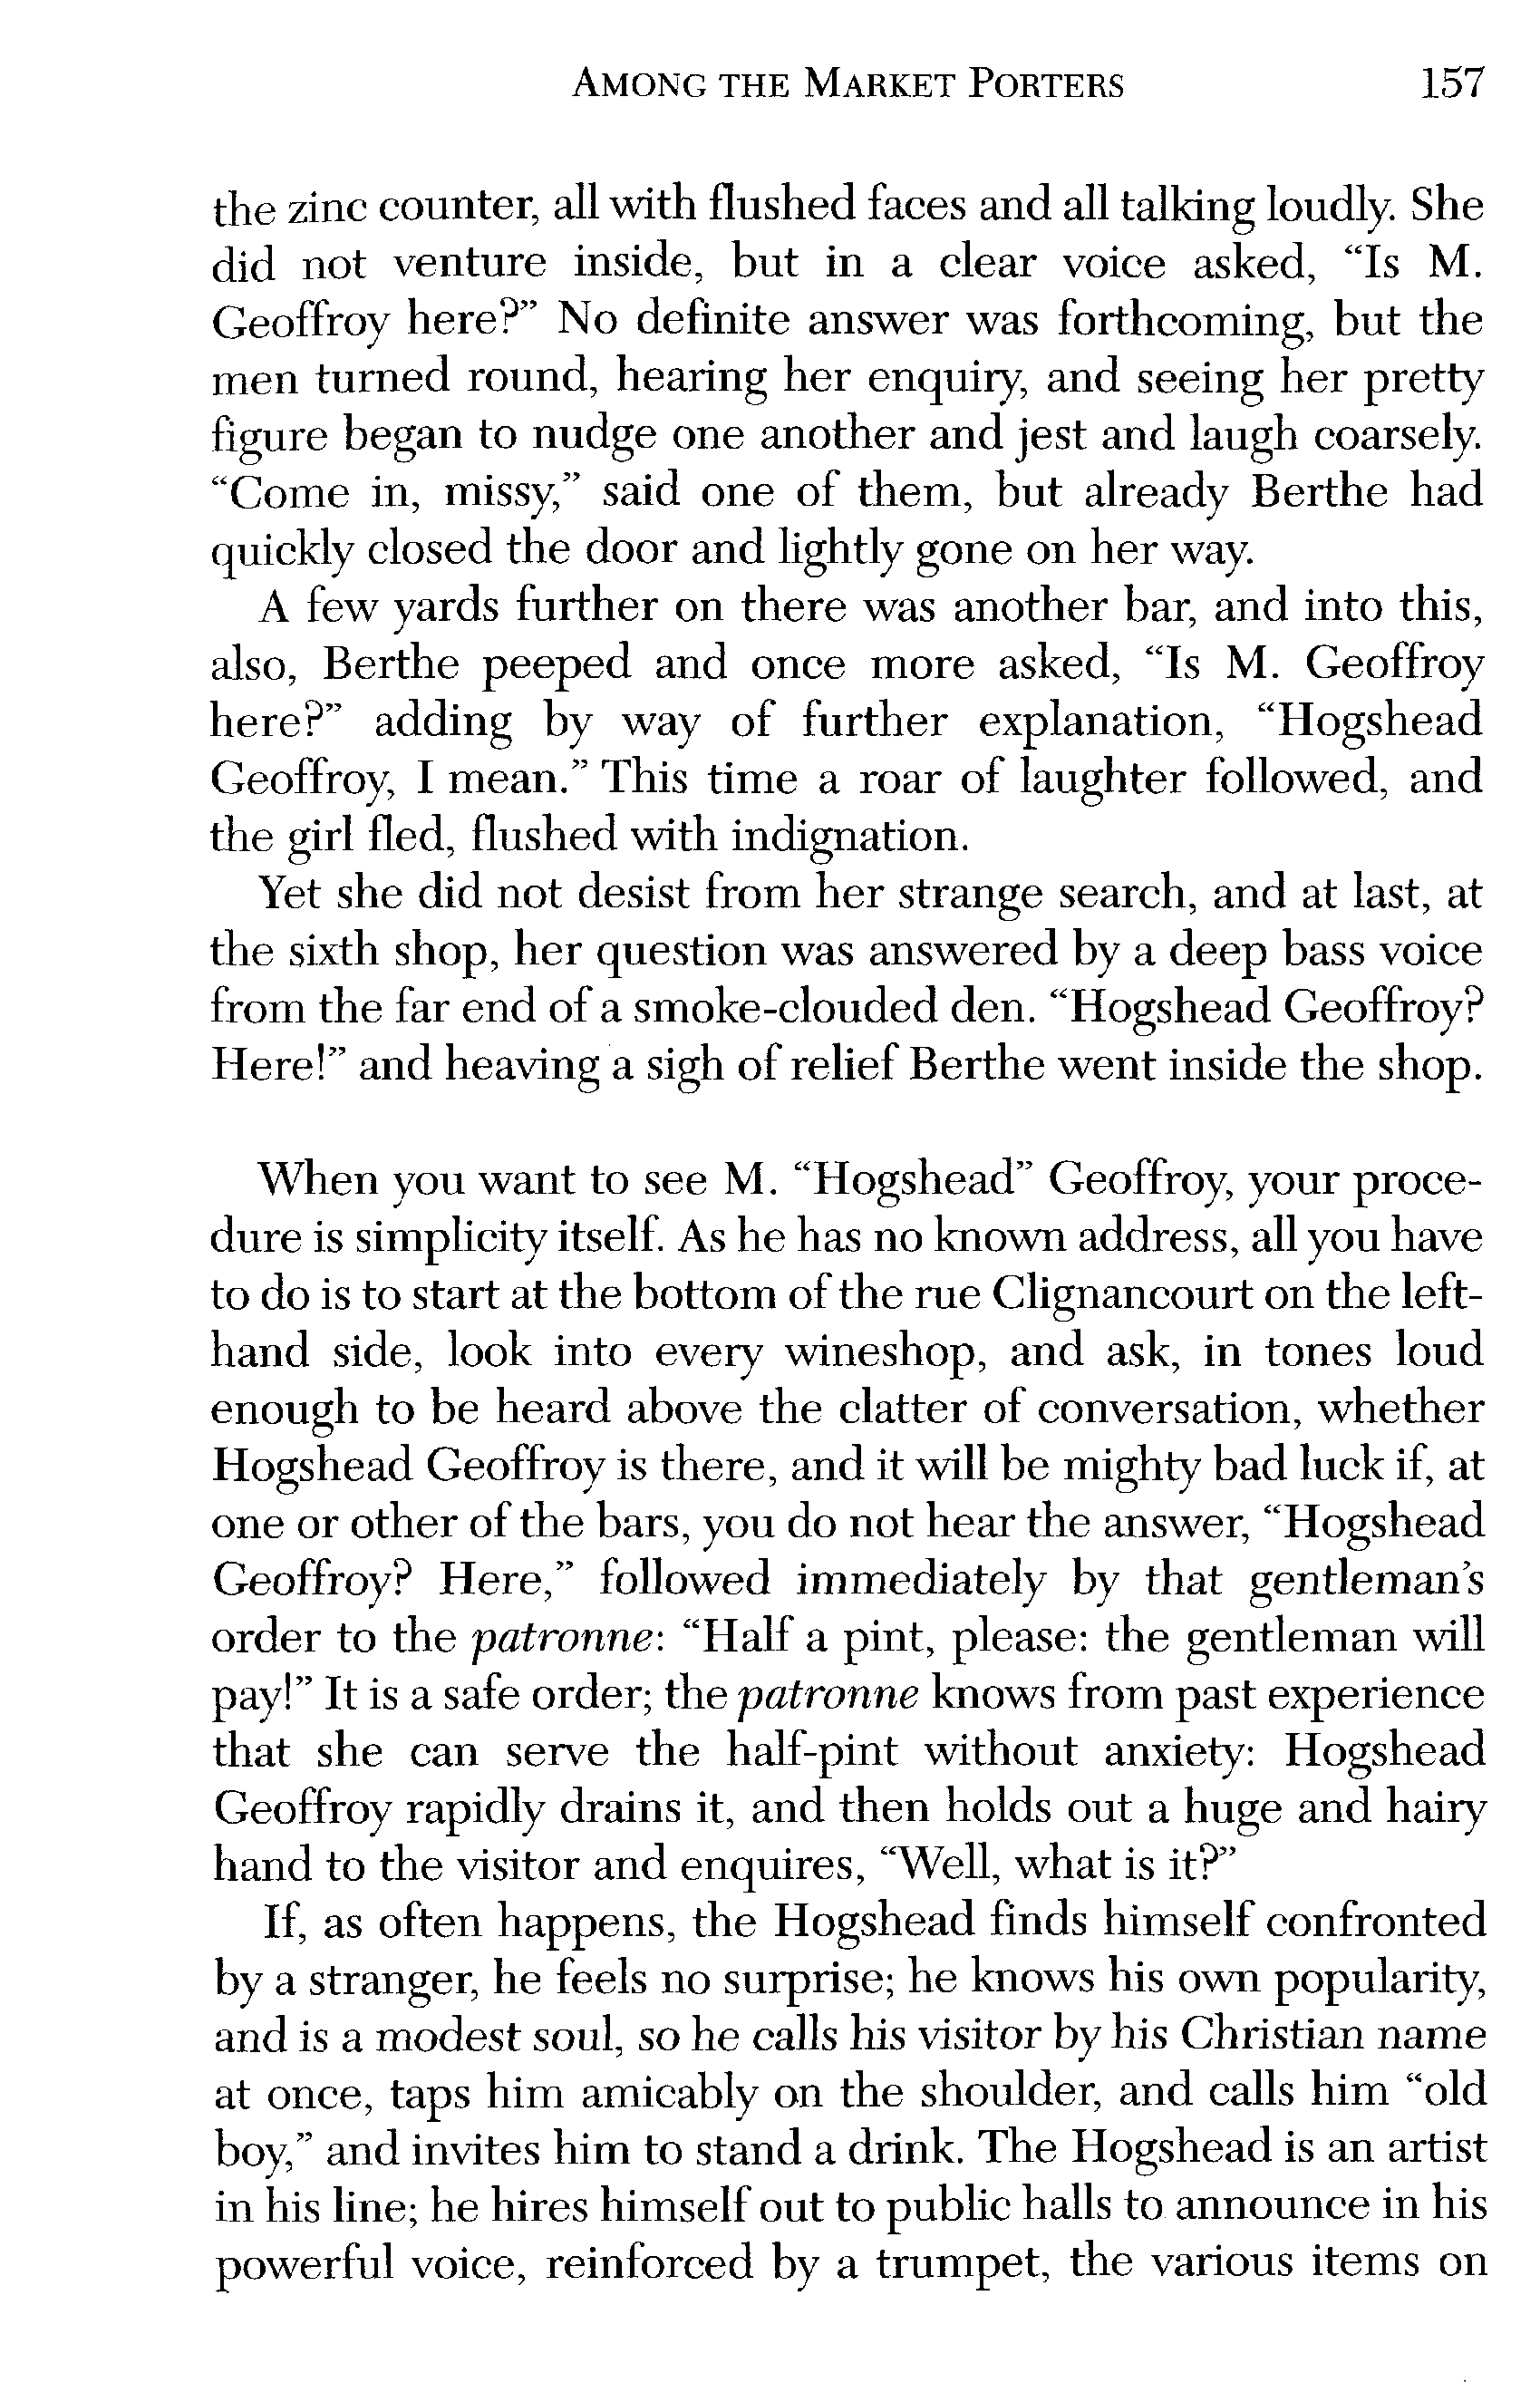 AMONG THE MARKET PORTERS 157
the zinc counter, all with flushed faces and all talking loudly. She
did not venture inside, but in a clear voice asked, “Is M.
Geoffroy here?” No definite answer was forthcoming, but the
men turned round, hearing her enquiry, and seeing her pretty
figure began to nudge one another and jest and laugh coarsely.
“Come in, missy,” said one of them, but already Berthe had
quickly closed the door and lightly gone on her way.
A few yards further on there was another bar, and into this,
also, Berthe peeped and once more asked, “Is M. Geoffroy
here?” adding by way of further explanation, “Hogshead
Geoffroy, I mean.” This time a roar of laughter followed, and
the girl fled, flushed with indignation.
Yet she did not desist from her strange search, and at last, at
the sixth shop, her question was answered by a deep bass voice
from the far end of a smoke-clouded den. “Hogshead Geoffroy?
Here!” and heaving a sigh of relief Berthe went inside the shop.
When you want to see M. “Hogshead” Geoffroy, your proce-
dure is simplicity itself. As he has no known address, all you have
to do is to start at the bottom of the rue Clignancourt on the left-
hand side, look into every wineshop, and ask, in tones loud
enough to be heard above the clatter of conversation, whether
Hogshead Geoffroy is there, and it will be mighty bad luck if, at
one or other of the bars, you do not hear the answer, “Hogshead
Geoffroy? Here,” followed immediately by that gentleman’s
order to the patronne: “Half a pint, please: the gentleman will
pay!” It is a safe order; the patronne knows from past experience
that she can serve the half-pint without anxiety: Hogshead
Geoffroy rapidly drains it, and then holds out a huge and hairy
hand to the visitor and enquires, “Well, what is it?”
If, as often happens, the Hogshead finds himself confronted
by a stranger, he feels no surprise; he knows his own popularity,
and is a modest soul, so he calls his visitor by his Christian name
at once, taps him amicably on the shoulder, and calls him “old
boy,” and invites him to stand a drink. The Hogshead is an artist
in his line; he hires himself out to public halls to announce in his
powerful voice, reinforced by a trumpet, the various items on